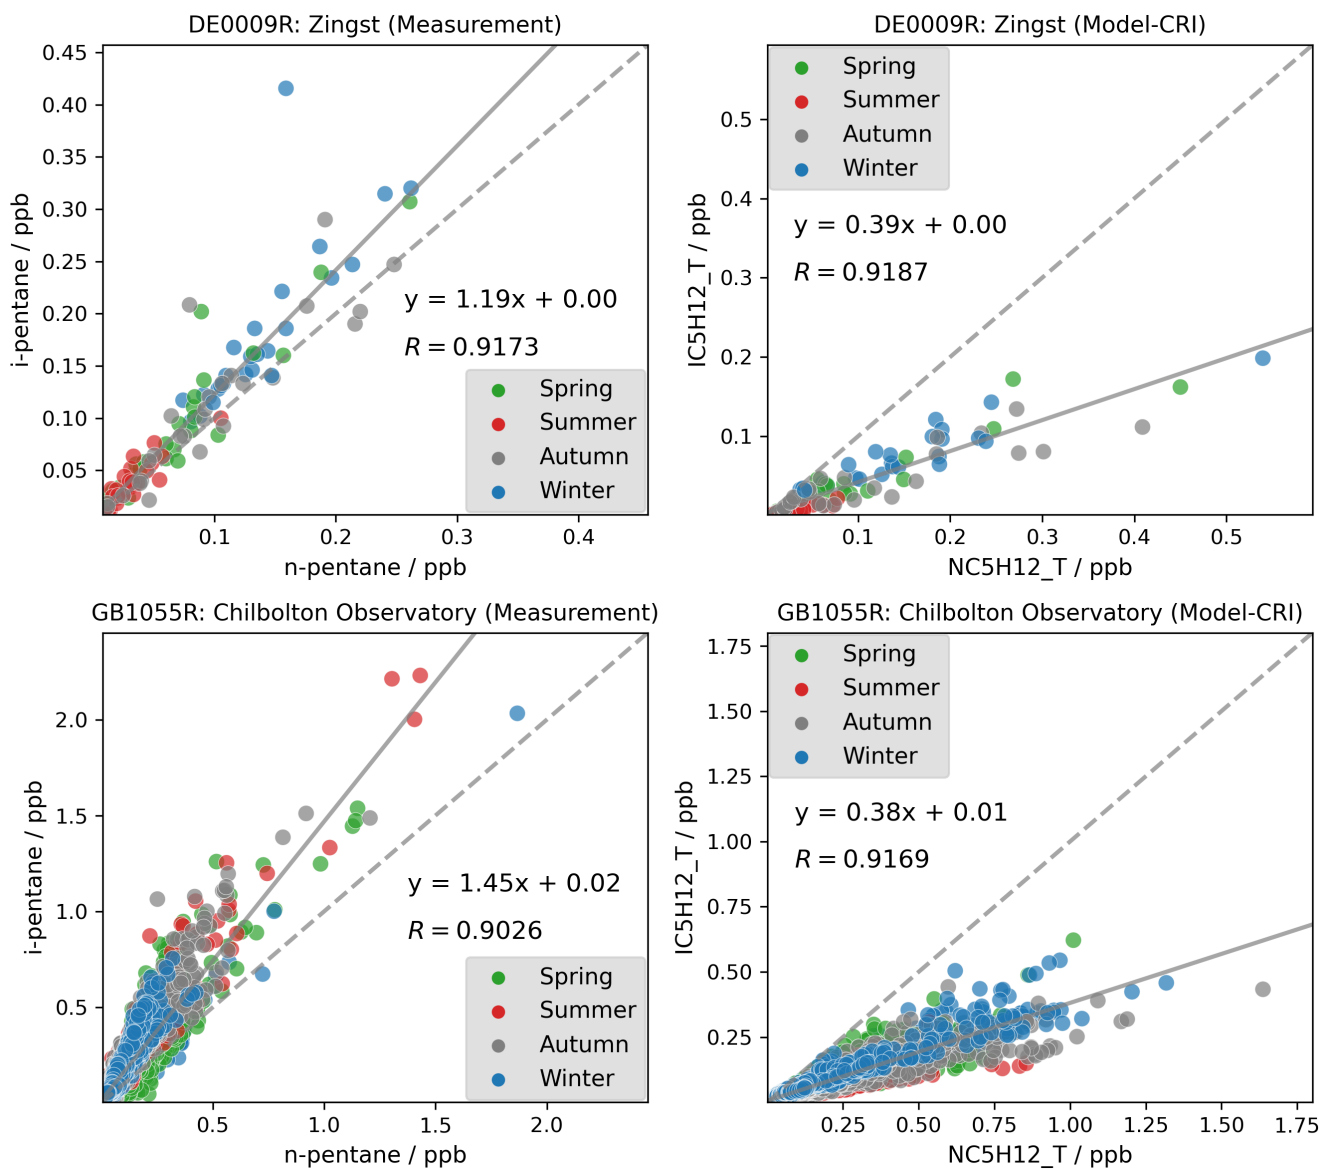 DE0009R: Zingst (Measurement)
i-pentane / ppb
0.45
0.40
0.35
0.30
0.25
0.20
0.15
0.10
0.05
y = 1.19x + 0.00
R = 0.9173
Spring
Summer
Autumn
Winter
0.1
0.2
0.3
0.4
n-pentane / ppb
DE0009R: Zingst (Model-CRI)
IC5H12_T / ppb
0.5
0.4
0.3
0.2
0.1
Spring
Summer
Autumn
Winter
y = 0.39x + 0.00
R = 0.9187
0.1
0.2
0.3
0.4
0.5
NC5H12_T / ppb
GB1055R: Chilbolton Observatory (Measurement)
i-pentane / ppb
2.0
1.5
1.0
0.5
y = 1.45x + 0.02
R = 0.9026
Spring
Summer
Autumn
Winter
0.5
1.0
1.5
2.0
n-pentane / ppb
GB1055R: Chilbolton Observatory (Model-CRI)
IC5H12_T / ppb
1.75
1.50
1.25
1.00
0.75
0.50
0.25
Spring
Summer
Autumn
Winter
y = 0.38x + 0.01
R = 0.9169
0.25
0.50
0.75
1.00
1.25
1.50
1.75
NC5H12_T / ppb